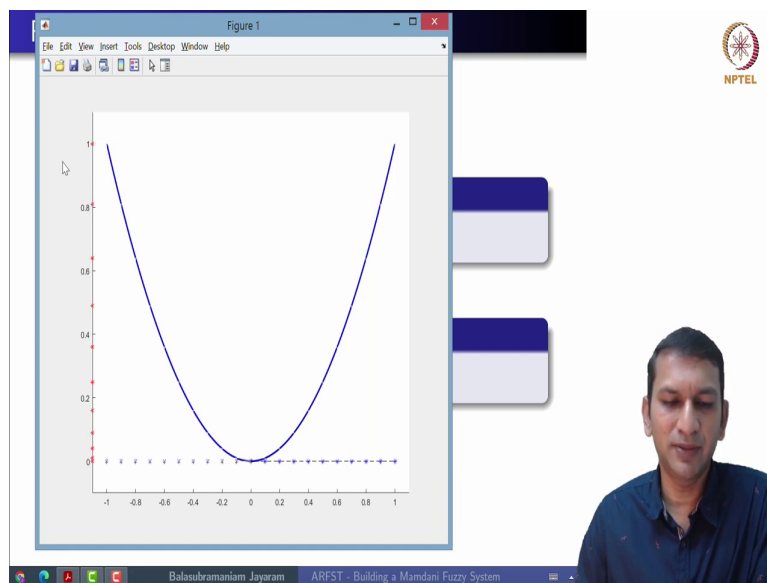 Figure 1
File Edit View Insert Tools Desktop Window Help
NPTEL
1
0.8
0.6
0.4
0.2
0
-1 -0.8 -0.6 -0.4 -0.2 0 0.2 0.4 0.6 0.8 1
Balasubramaniam Jayaram ARFST - Building a Mamdani Fuzzy System